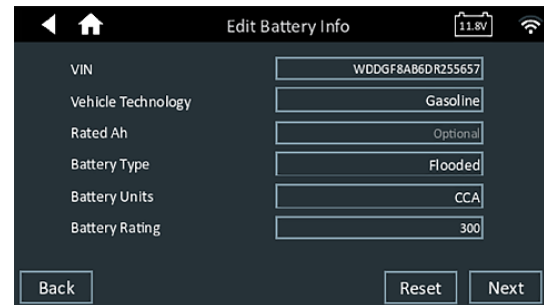 Edit Battery Info 11.8V
VIN WDDGF8AB6DR255657
Vehicle Technology Gasoline
Rated Ah Optional
Battery Type Flooded
Battery Units CCA
Battery Rating 300
Back Reset Next